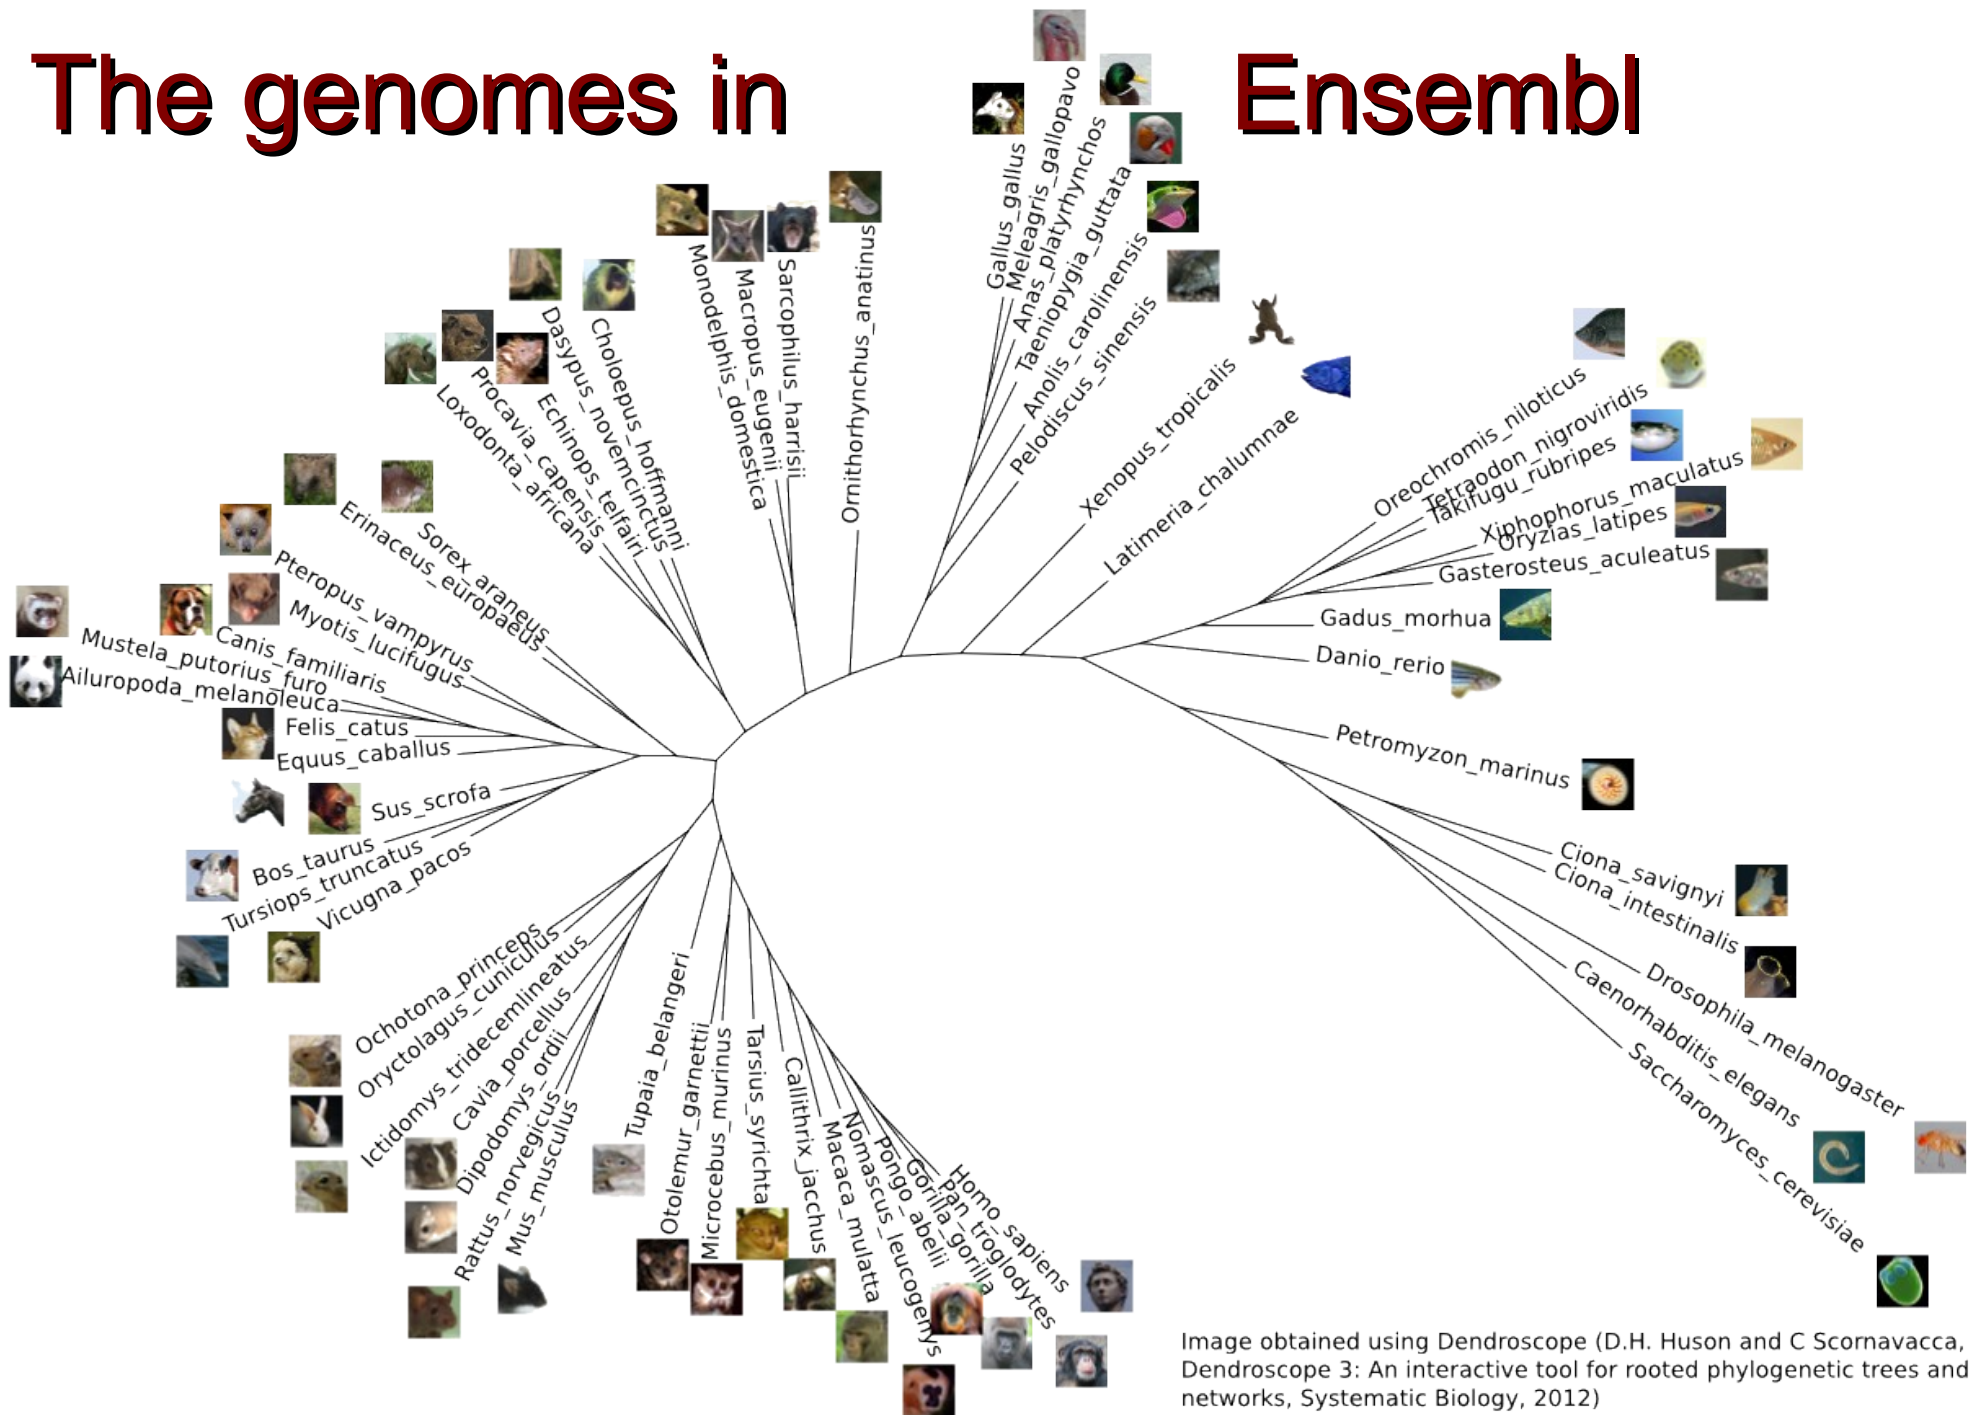 The genomes in Ensembl
Gallus_gallus
Meleagris_gallopavo
Anas_platyrhynchos
Taeniopygia_guttata
Anolis_carolinensis
Pelodiscus_sinensis
Xenopus_tropicalis
Latimeria_chalumnae
Oreochromis_niloticus
Tetraodon_nigroviridis
Takifugu_rubripes
Xiphophorus_maculatus
Oryzias_latipes
Gasterosteus_aculeatus
Gadus_morhua
Danio_rerio
Petromyzon_marinus
Ciona_savignyi
Ciona_intestinalis
Drosophila_melanogaster
Caenorhabditis_elegans
Saccharomyces_cerevisiae
Homo_sapiens
Pan_troglodytes
Gorilla_gorilla
Pongo_abelii
Nomascus_leucogenys
Macaca_mulatta
Callithrix_jacchus
Tarsius_syrichta
Microcebus_murinus
Otolemur_garnettii
Tupaia_belangeri
Mus_musculus
Rattus_norvegicus
Dipodomys_ordii
Cavia_porcellus
Ictidomys_tridecemlineatus
Oryctolagus_cuniculus
Ochotona_princeps
Vicugna_pacos
Tursiops_truncatus
Bos_taurus
Sus_scrofa
Equus_caballus
Felis_catus
Ailuropoda_melanoleuca
Mustela_putorius_furo
Canis_familiaris
Myotis_lucifugus
Pteropus_vampyrus
Erinaceus_europaeus
Sorex_araneus
Loxodonta_africana
Procavia_capensis
Echinops_telfairi
Dasypus_novemcinctus
Choloepus_hoffmanni
Monodelphis_domestica
Macropus_eugenii
Sarcophilus_harrisii
Ornithorhynchus_anatinus
Image obtained using Dendroscope (D.H. Huson and C Scornavacca,
Dendroscope 3: An interactive tool for rooted phylogenetic trees and
networks, Systematic Biology, 2012)